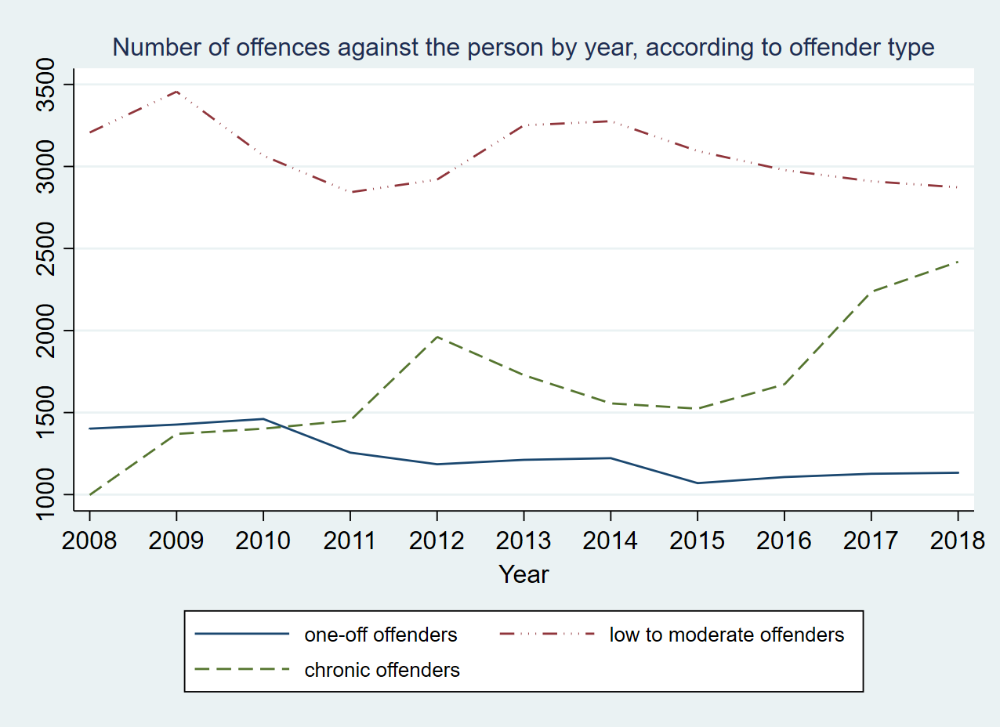 Number of offences against the person by year, according to offender type
3500
3000
2500
2000
1500
1000
2008 2009 2010 2011 2012 2013 2014 2015 2016 2017 2018
Year
one-off offenders low to moderate offenders
chronic offenders